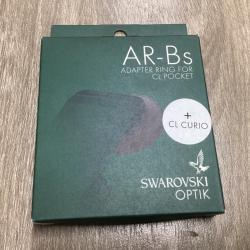 AR-Bs
ADAPTER RING FOR
CL POCKET
+
CL CURIO
SWAROVSKI
OPTIK